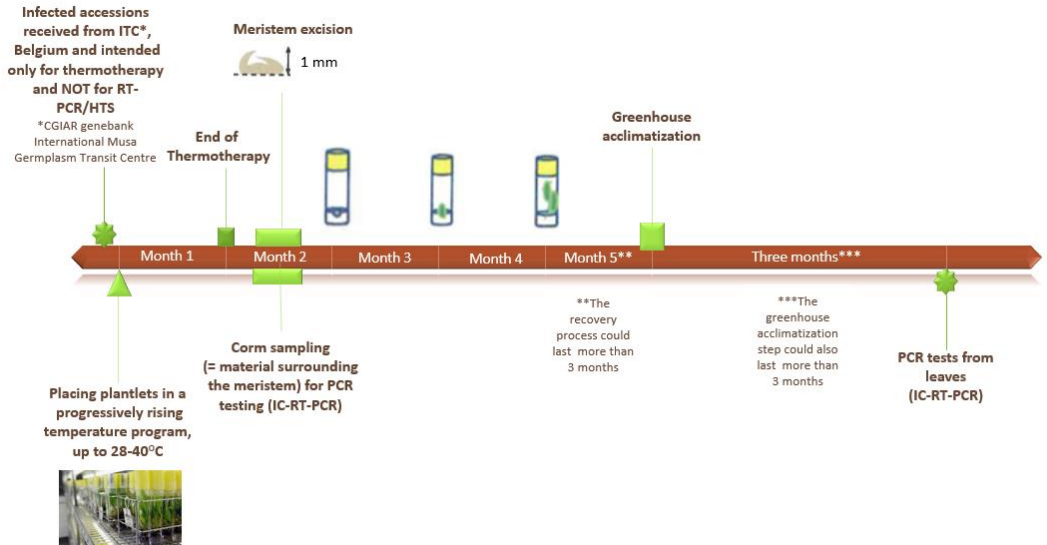 Infected accessions
received from ITC*,
Belgium and intended
only for thermotherapy
and NOT for RT-
PCR/HTS
*CGIAR genebank
International Musa
Germplasm Transit Centre
End of
Thermotherapy
Meristem excision
1 mm
Greenhouse
acclimatization
Month 1
Month 2
Month 3
Month 4
Month 5**
Three months***
Placing plantlets in a
progressively rising
temperature program,
up to 28-40°C
Corm sampling
(= material surrounding
the meristem) for PCR
testing (IC-RT-PCR)
**The
recovery
process could
last more than
3 months
***The
greenhouse
acclimatization
step could also
last more than
3 months
PCR tests from
leaves
(IC-RT-PCR)